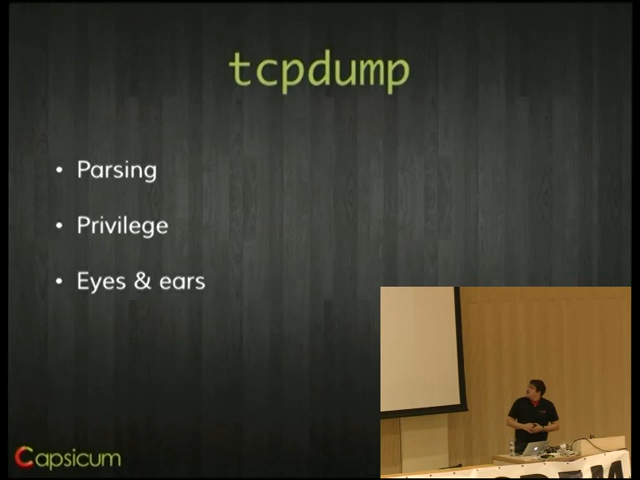 tcpdump
• Parsing
• Privilege
• Eyes & ears
Capsicum